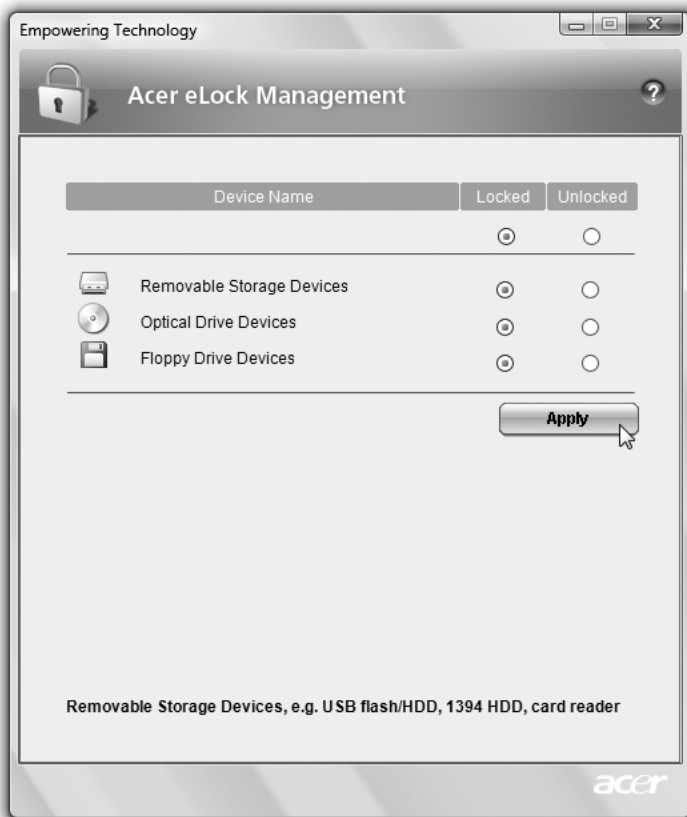 Empowering Technology
Acer eLock Management
?
Device Name Locked Unlocked
Removable Storage Devices
Optical Drive Devices
Floppy Drive Devices
Apply
Removable Storage Devices, e.g. USB flash/HDD, 1394 HDD, card reader
acer